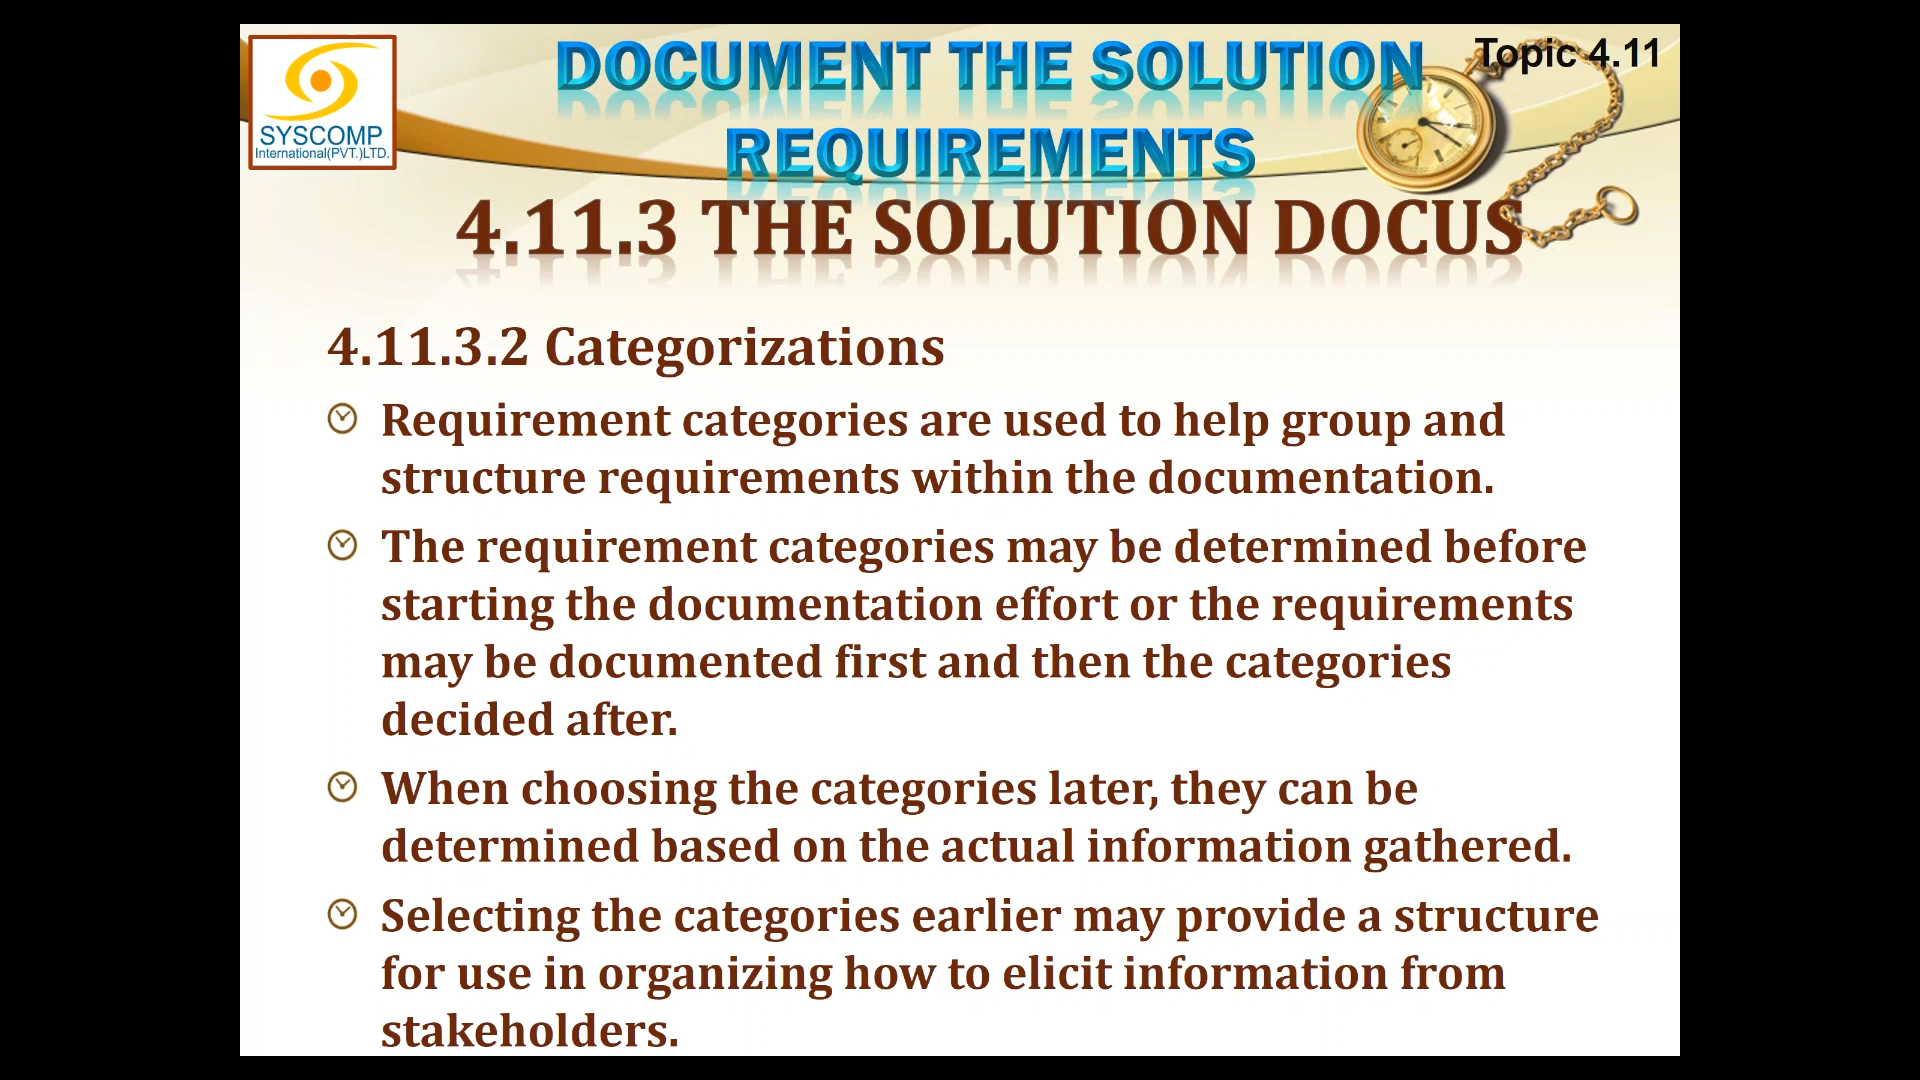 SYSCOMP
International(PVT.)LTD.
DOCUMENT THE SOLUTION
REQUIREMENTS
Topic 4.11
4.11.3 THE SOLUTION DOCUS
4.11.3.2 Categorizations
Requirement categories are used to help group and
structure requirements within the documentation.
The requirement categories may be determined before
starting the documentation effort or the requirements
may be documented first and then the categories
decided after.
When choosing the categories later, they can be
determined based on the actual information gathered.
Selecting the categories earlier may provide a structure
for use in organizing how to elicit information from
stakeholders.